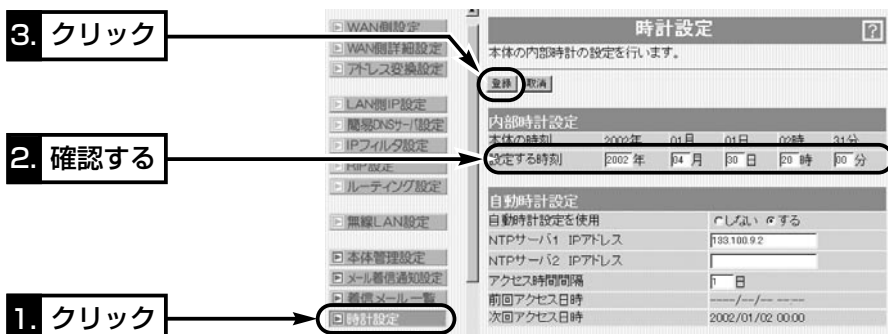 3. クリック
2. 確認する
1. クリック
WAN側設定
WAN側詳細設定
アドレス変換設定
LAN側IP設定
簡易DNSサーバ設定
IPフィルタ設定
RIP設定
ルーティング設定
無線LAN設定
本体管理設定
メール着信通知設定
着信メール一覧
時計設定
時計設定 ?
本体の内部時計の設定を行います。
登録 取消
内部時計設定
本体の時刻 2002年 01月 01日 02時 31分
設定する時刻 2002 年 04 月 30 日 20 時 00 分
自動時計設定
自動時計設定を使用 しない する
NTPサーバ1 IPアドレス 133.100.9.2
NTPサーバ2 IPアドレス
アクセス時間間隔 1 日
前回アクセス日時 ----/--/-- --:--
次回アクセス日時 2002/01/02 00:00